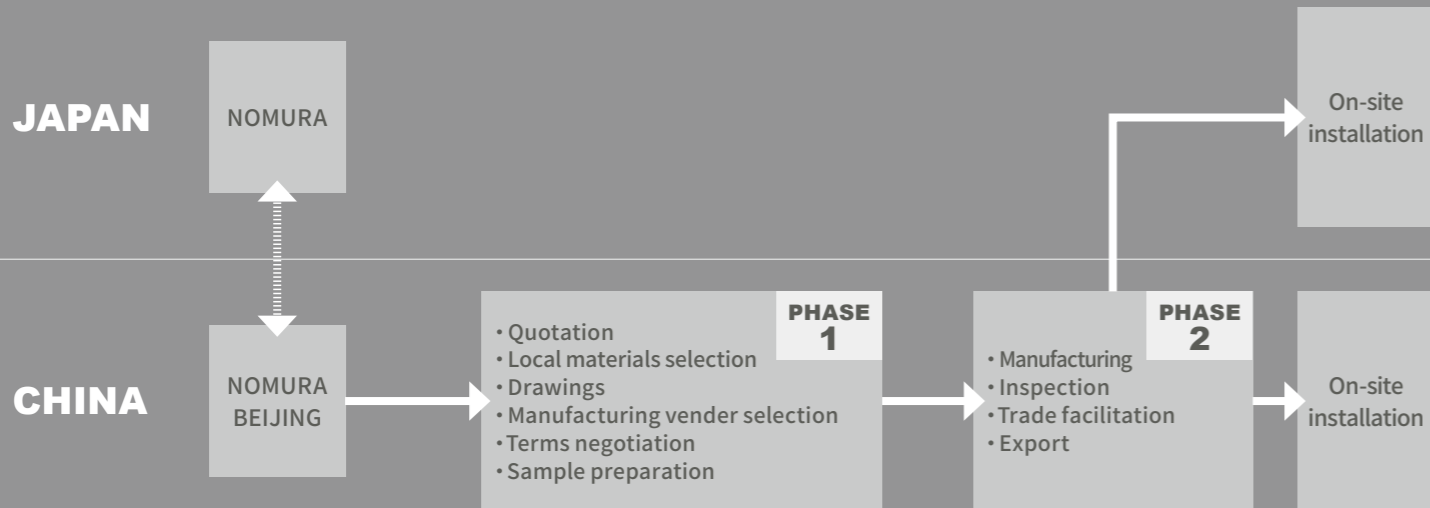 JAPAN
NOMURA
On-site
installation
CHINA
NOMURA
BEIJING
PHASE
1
• Quotation
• Local materials selection
• Drawings
• Manufacturing vender selection
• Terms negotiation
• Sample preparation
PHASE
2
• Manufacturing
• Inspection
• Trade facilitation
• Export
On-site
installation